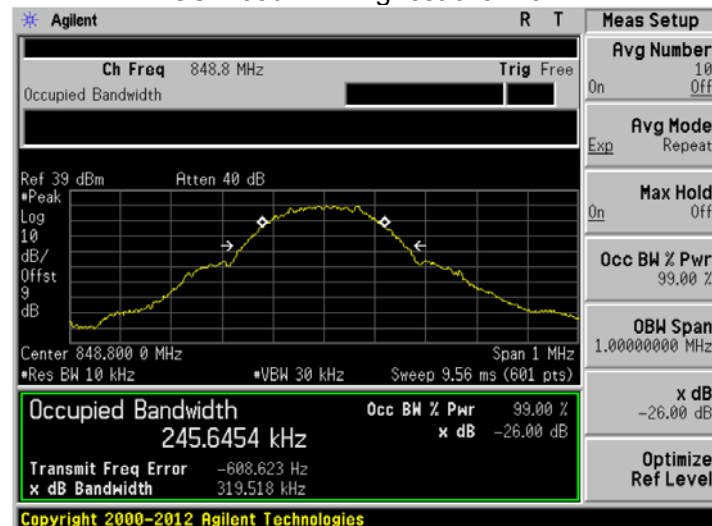 Agilent R T Meas Setup
Ch Freq 848.8 MHz Trig Free
Occupied Bandwidth
Ref 39 dBm Atten 40 dB
#Peak
Log
10
dB/
Offst
9
dB
Center 848.800 0 MHz Span 1 MHz
#Res BW 10 kHz #VBW 30 kHz Sweep 9.56 ms (601 pts)
Occupied Bandwidth Occ BW % Pwr 99.00 %
245.6454 kHz x dB -26.00 dB
Transmit Freq Error -608.623 Hz
x dB Bandwidth 319.518 kHz
Copyright 2000-2012 Agilent Technologies
Avg Number
10
On Off
Avg Mode
Exp Repeat
Max Hold
On Off
Occ BW % Pwr
99.00 %
OBW Span
1.00000000 MHz
x dB
-26.00 dB
Optimize
Ref Level